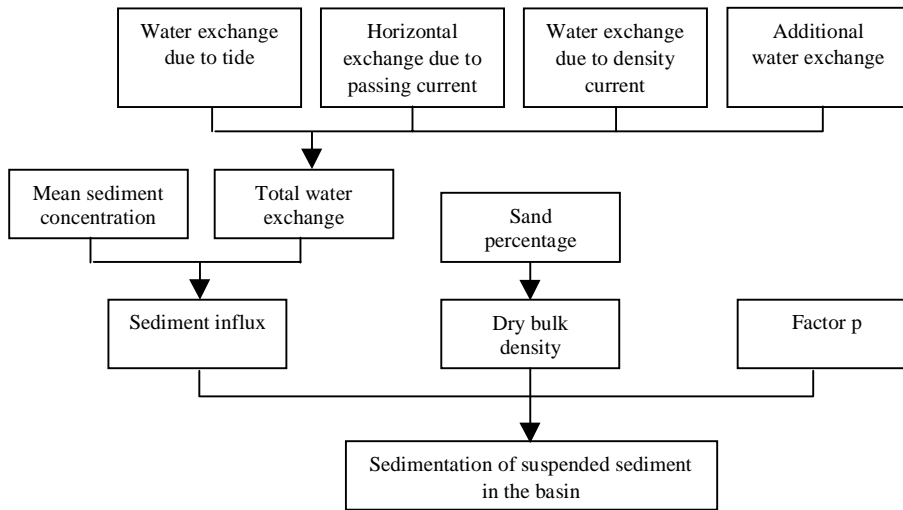 Water exchange
due to tide
Horizontal
exchange due to
passing current
Water exchange
due to density
current
Additional
water exchange
Mean sediment
concentration
Total water
exchange
Sand
percentage
Sediment influx
Dry bulk
density
Factor p
Sedimentation of suspended sediment
in the basin